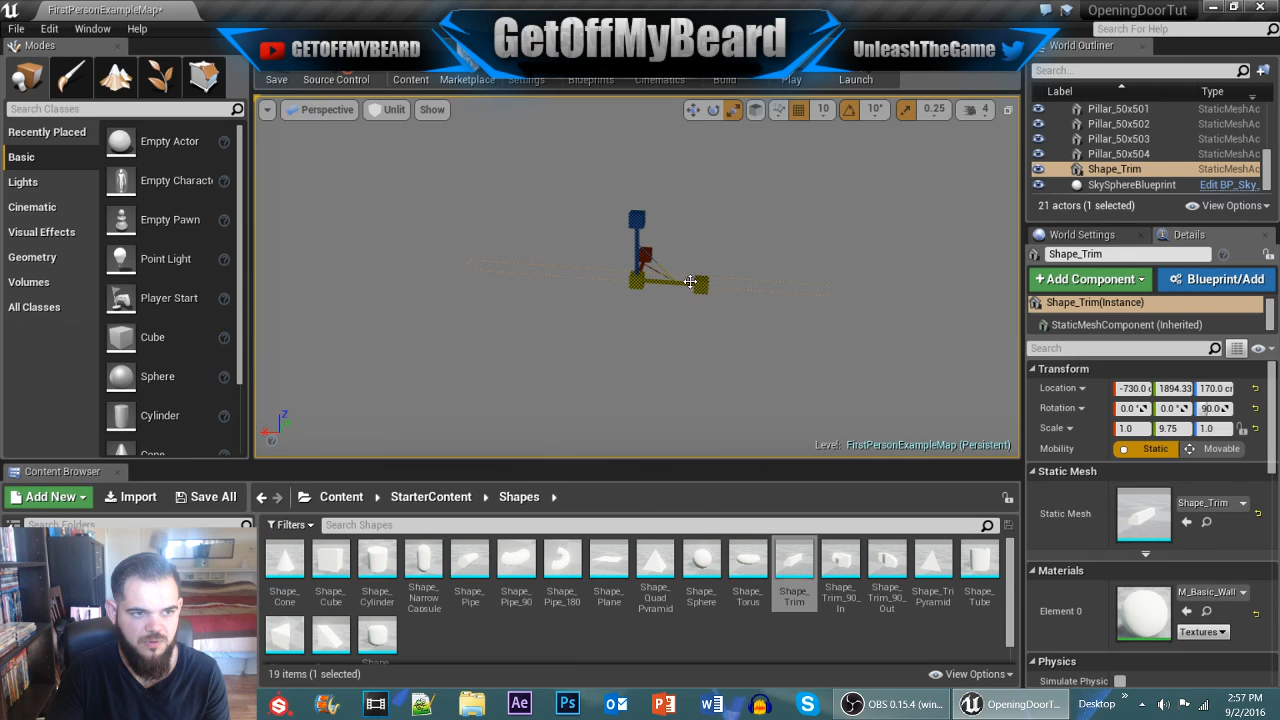 FirstPersonExampleMap*
OpeningDoorTut
File Edit Window Help
Search For Help
GETOFFMYBEARD
GetOffMyBeard
UnleashTheGame
Modes
World Outliner
Save Source Control Content Marketplace Settings Blueprints Cinematics Build Play Launch
Search Classes
Search...
Label Type
Recently Placed
Basic
Lights
Cinematic
Visual Effects
Geometry
Volumes
All Classes
Empty Actor
Empty Charact
Empty Pawn
Point Light
Player Start
Cube
Sphere
Cylinder
Cone
Perspective Unlit Show
10 10° 0.25 4
Z
X
Level: FirstPersonExampleMap (Persistent)
Pillar_50x501 StaticMeshAc
Pillar_50x502 StaticMeshAc
Pillar_50x503 StaticMeshAc
Pillar_50x504 StaticMeshAc
Shape_Trim StaticMeshAc
SkySphereBlueprint Edit BP_Sky_
21 actors (1 selected) View Options
World Settings Details
Shape_Trim
+Add Component Blueprint/Add
Shape_Trim(Instance)
StaticMeshComponent (Inherited)
Search
Transform
Location -730.0 c 1894.33 170.0 cr
Rotation 0.0 ° 0.0 ° 90.0
Scale 1.0 9.75 1.0
Mobility Static Movable
Static Mesh
Static Mesh Shape_Trim
Materials
Element 0 M_Basic_Wall
Textures
Physics
Simulate Physic
Content Browser
Add New Import Save All
Content StarterContent Shapes
Search Folders
Filters Search Shapes
Shape_Cone
Shape_Cube
Shape_Cylinder
Shape_Narrow Capsule
Shape_Pipe
Shape_Pipe_90
Shape_Pipe_180
Shape_Plane
Shape_Quad Pyramid
Shape_Sphere
Shape_Torus
Shape_Trim
Shape_Trim_90_In
Shape_Trim_90_Out
Shape_Tri Pyramid
Shape_Tube
Shape
19 items (1 selected) View Options
Ae Ps
OBS 0.15.4 (win...
OpeningDoorT...
Desktop
2:57 PM
9/2/2016